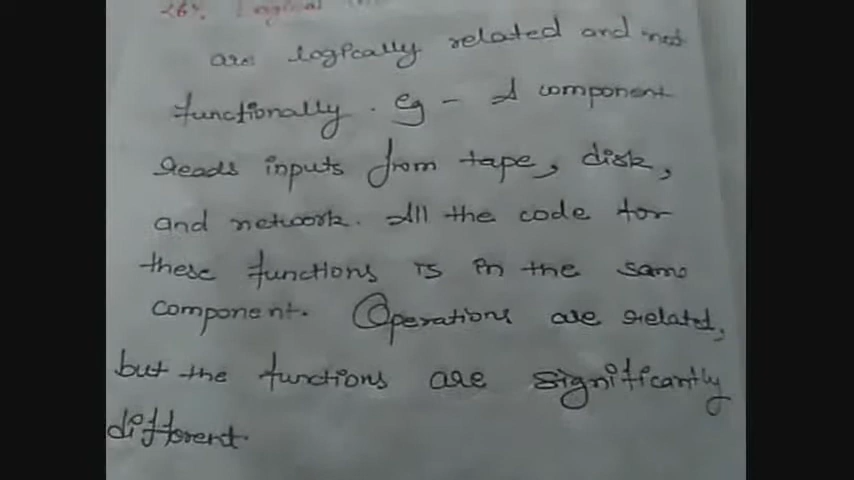 Logical
are logically related and not
functionally. eg - A component
reads inputs from tape, disk,
and network. All the code for
these functions is in the same
component. Operations are related,
but the functions are significantly
different.